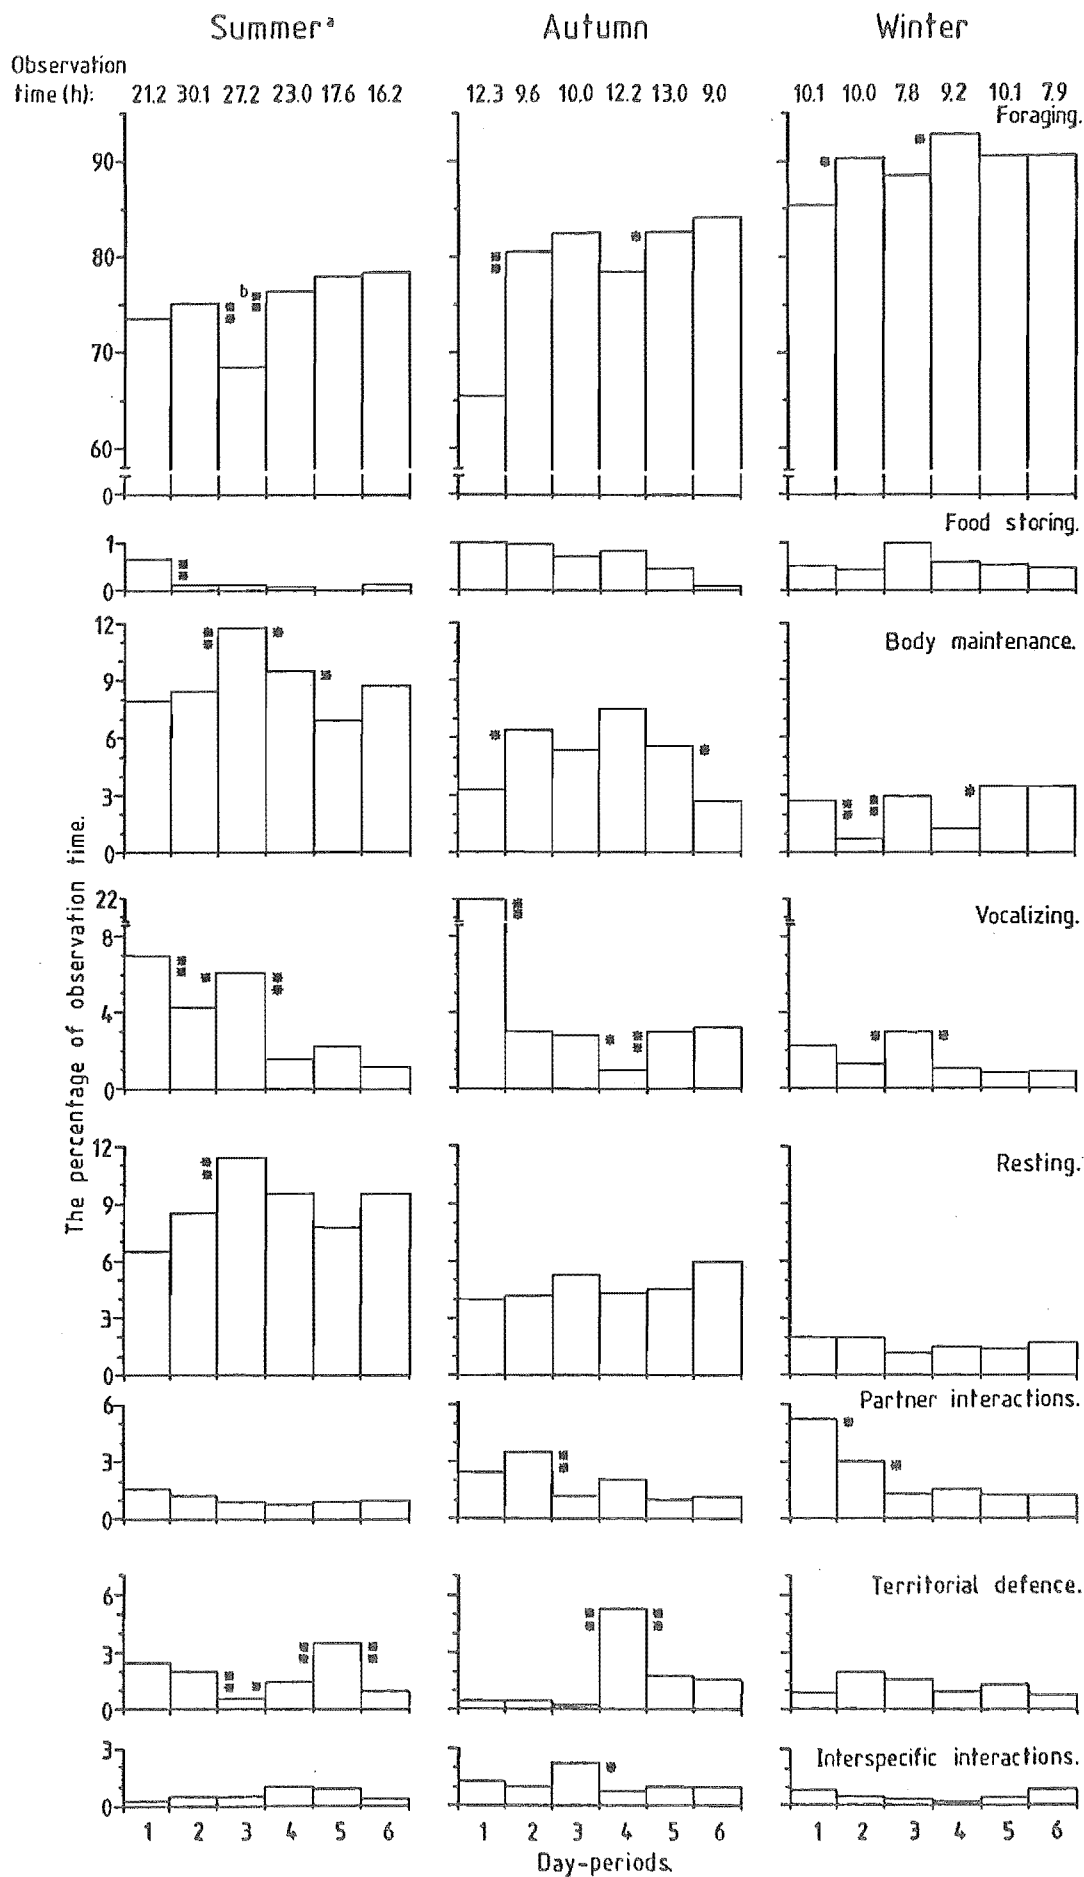 Summer a Autumn Winter
Observation
time (h): 21.2 30.1 27.2 23.0 17.6 16.2 12.3 9.6 10.0 12.2 13.0 9.0 10.1 10.0 7.8 9.2 10.1 7.9
Foraging.
90
80
b
70
60
0
Food storing.
1
0
12
Body maintenance.
9
6
3
0
The percentage of observation time.
22
Vocalizing.
8
4
0
12
Resting.
9
6
3
0
Partner interactions.
6
3
0
Territorial defence.
6
3
0
Interspecific interactions.
3
0
1 2 3 4 5 6 1 2 3 4 5 6 1 2 3 4 5 6
Day-periods.